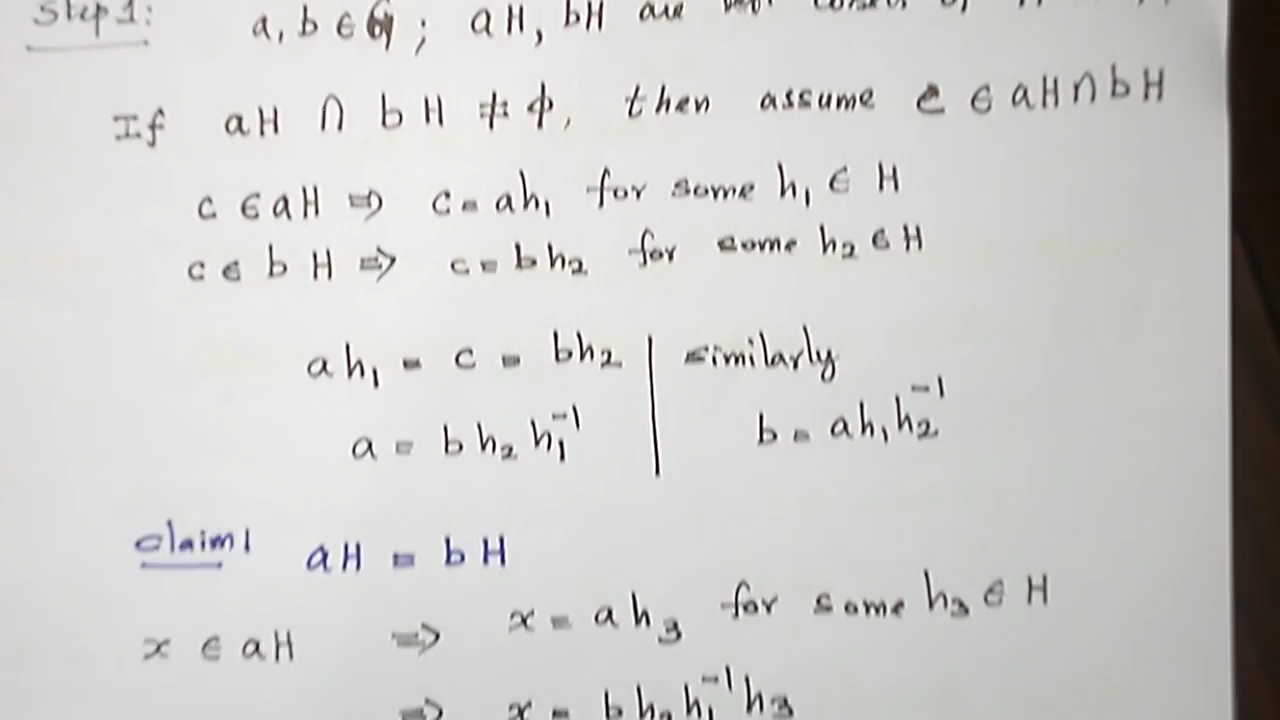 Step 1: a, b ∈ G ; aH, bH are
If aH ∩ bH ≠ ϕ, then assume c ∈ aH ∩ bH
c ∈ aH ⇒ c = ah₁ for some h₁ ∈ H
c ∈ bH ⇒ c = bh₂ for some h₂ ∈ H
ah₁ = c = bh₂ | similarly
a = bh₂h₁⁻¹ | b = ah₁h₂⁻¹
claim 1 aH = bH
x ∈ aH ⇒ x = ah₃ for some h₃ ∈ H
⇒ x = bh₂h₁⁻¹h₃